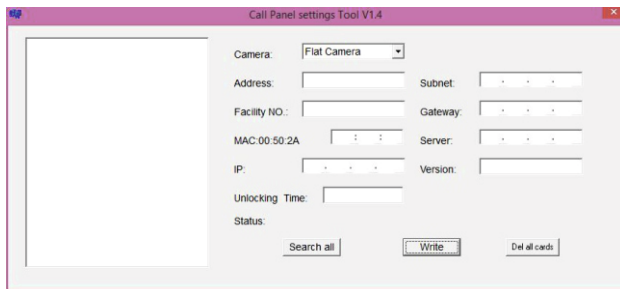 Call Panel settings Tool V1.4
Camera: Flat Camera
Address: Subnet:
Facility NO.: Gateway:
MAC:00:50:2A : : Server:
IP: Version:
Unlocking Time:
Status:
Search all Write Del all cards